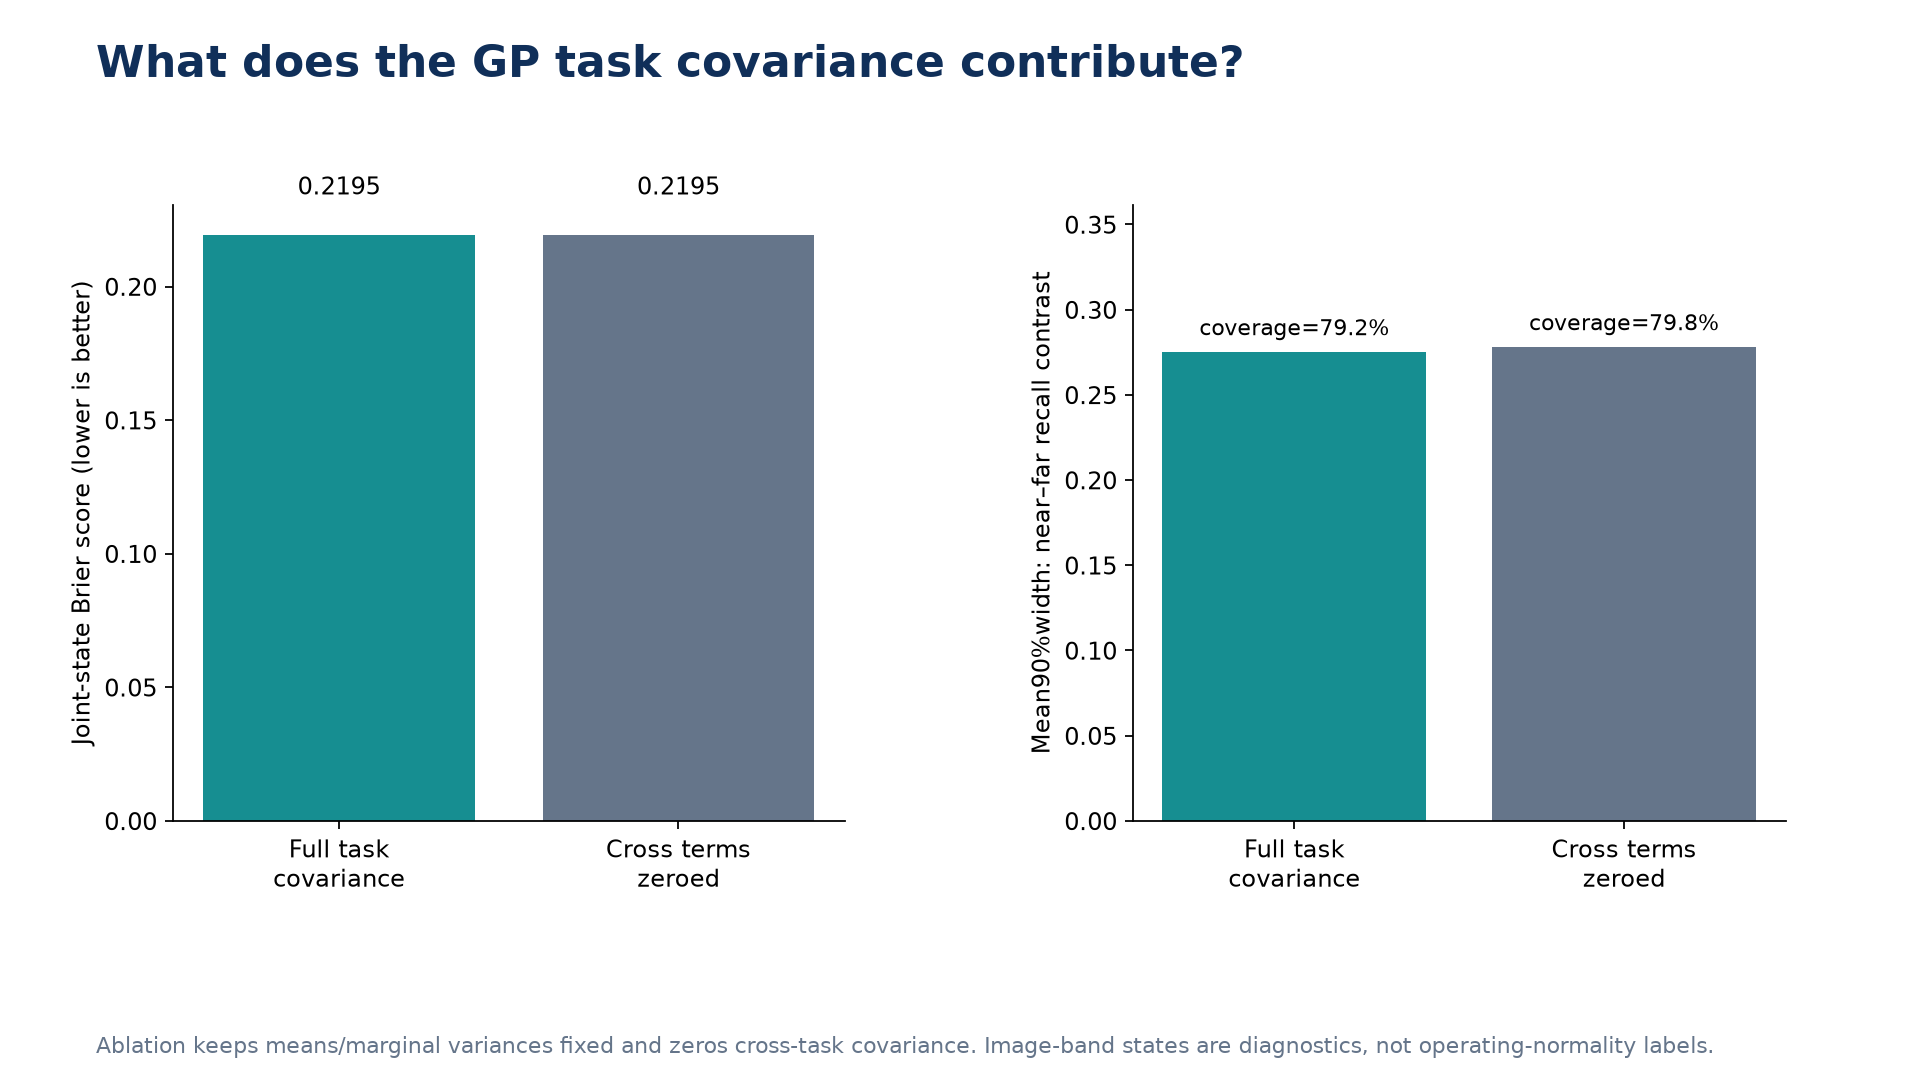 What does the GP task covariance contribute?
0.2195
0.2195
Joint-state Brier score (lower is better)
0.20
0.15
0.10
0.05
0.00
Full task
covariance
Cross terms
zeroed
Mean90%width: near–far recall contrast
0.35
0.30
0.25
0.20
0.15
0.10
0.05
0.00
coverage=79.2%
coverage=79.8%
Full task
covariance
Cross terms
zeroed
Ablation keeps means/marginal variances fixed and zeros cross-task covariance. Image-band states are diagnostics, not operating-normality labels.